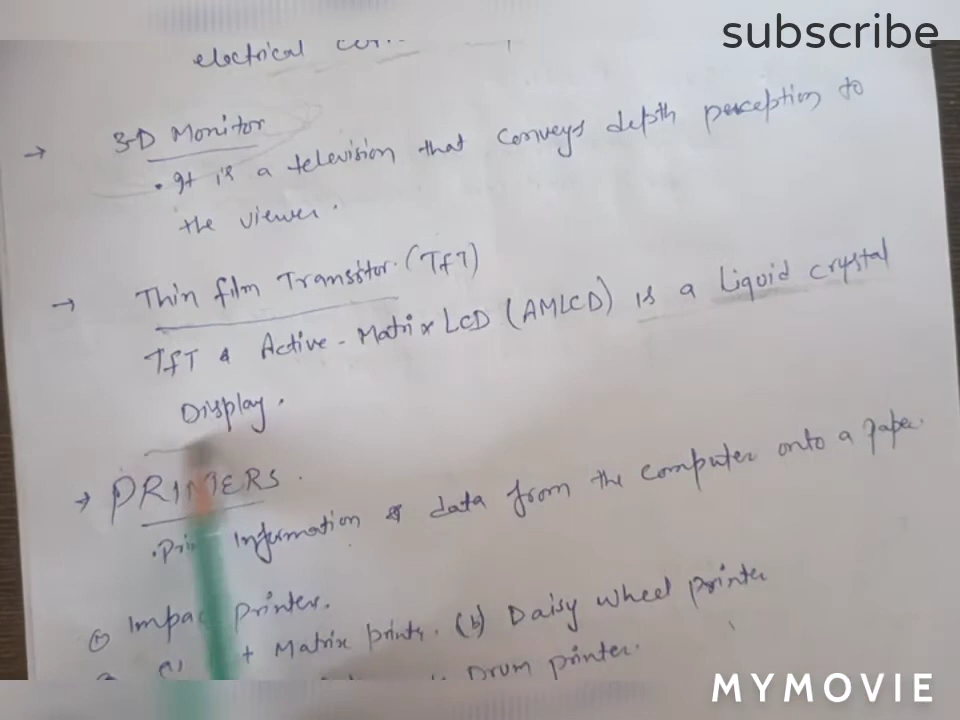 subscribe
electrical
→ 3-D Monitor
. It is a television that conveys depth perception to
the viewer.
→ Thin film Transistor. (TFT)
TFT & Active-Matrix LCD (AMLCD) is a Liquid crystal
Display.
→ PRINTERS.
. Print Information & data from the computer onto a paper.
Printer.
Matrix printer. (b) Daisy wheel printer
Drum printer.
MYMOVIE